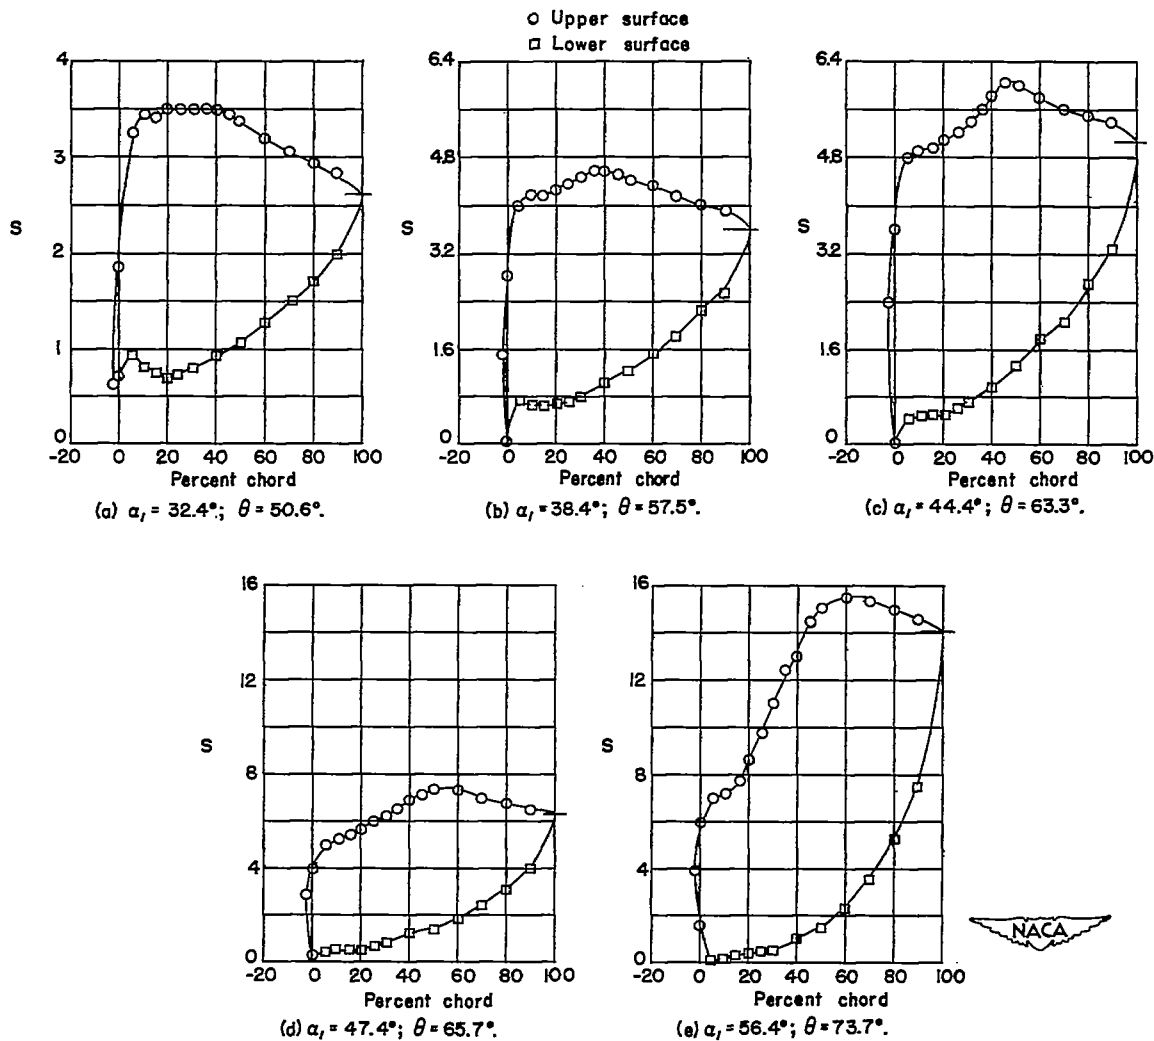 Upper surface
Lower surface
4
3
2
1
0
S
-20 0 20 40 60 80 100
Percent chord
(a) α₁ = 32.4°; θ = 50.6°.
6.4
4.8
3.2
1.6
0
S
-20 0 20 40 60 80 100
Percent chord
(b) α₁ = 38.4°; θ = 57.5°.
6.4
4.8
3.2
1.6
0
S
-20 0 20 40 60 80 100
Percent chord
(c) α₁ = 44.4°; θ = 63.3°.
16
12
8
4
0
S
-20 0 20 40 60 80 100
Percent chord
(d) α₁ = 47.4°; θ = 65.7°.
16
12
8
4
0
S
-20 0 20 40 60 80 100
Percent chord
(e) α₁ = 56.4°; θ = 73.7°.
NACA